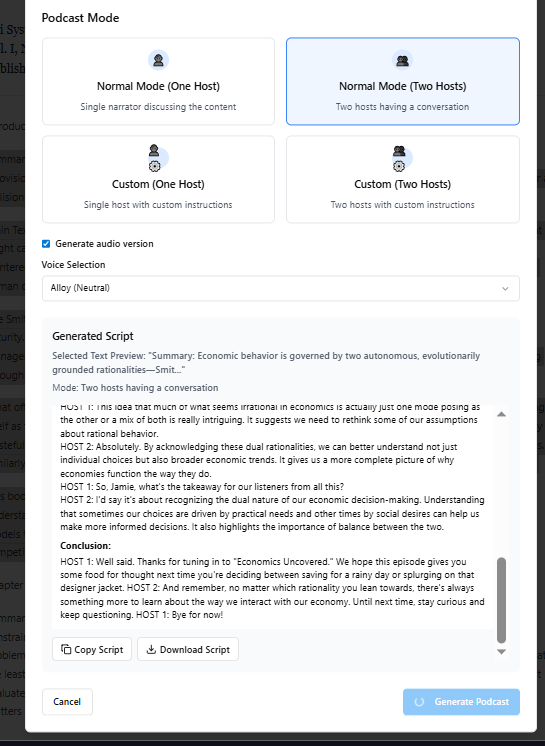 Podcast Mode
Normal Mode (One Host)
Single narrator discussing the content
Normal Mode (Two Hosts)
Two hosts having a conversation
Custom (One Host)
Single host with custom instructions
Custom (Two Hosts)
Two hosts with custom instructions
Generate audio version
Voice Selection
Alloy (Neutral)
Generated Script
Selected Text Preview: "Summary: Economic behavior is governed by two autonomous, evolutionarily
grounded rationalities—Smit..."
Mode: Two hosts having a conversation
HOST 1: This idea that much of what seems irrational in economics is actually just one mode posing as
the other or a mix of both is really intriguing. It suggests we need to rethink some of our assumptions
about rational behavior.
HOST 2: Absolutely. By acknowledging these dual rationalities, we can better understand not just
individual choices but also broader economic trends. It gives us a more complete picture of why
economies function the way they do.
HOST 1: So, Jamie, what's the takeaway for our listeners from all this?
HOST 2: I'd say it's about recognizing the dual nature of our economic decision-making. Understanding
that sometimes our choices are driven by practical needs and other times by social desires can help us
make more informed decisions. It also highlights the importance of balance between the two.
Conclusion:
HOST 1: Well said. Thanks for tuning in to "Economics Uncovered." We hope this episode gives you
some food for thought next time you're deciding between saving for a rainy day or splurging on that
designer jacket. HOST 2: And remember, no matter which rationality you lean towards, there's always
something more to learn about the way we interact with our economy. Until next time, stay curious and
keep questioning. HOST 1: Bye for now!
Copy Script
Download Script
Cancel
Generate Podcast